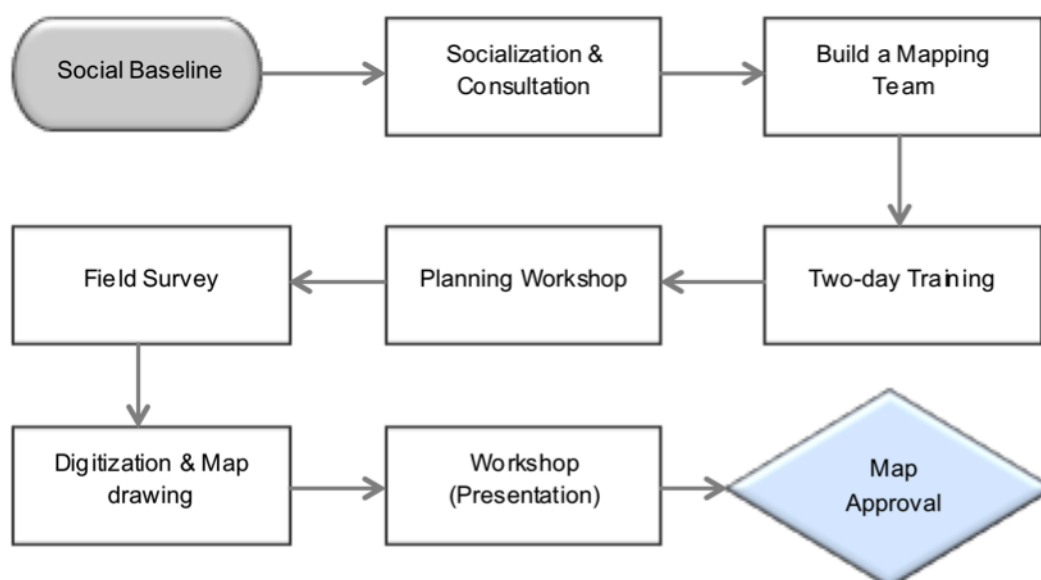 Social Baseline
Socialization &
Consultation
Build a Mapping
Team
Two-day Training
Planning Workshop
Field Survey
Digitization & Map
drawing
Workshop
(Presentation)
Map
Approval